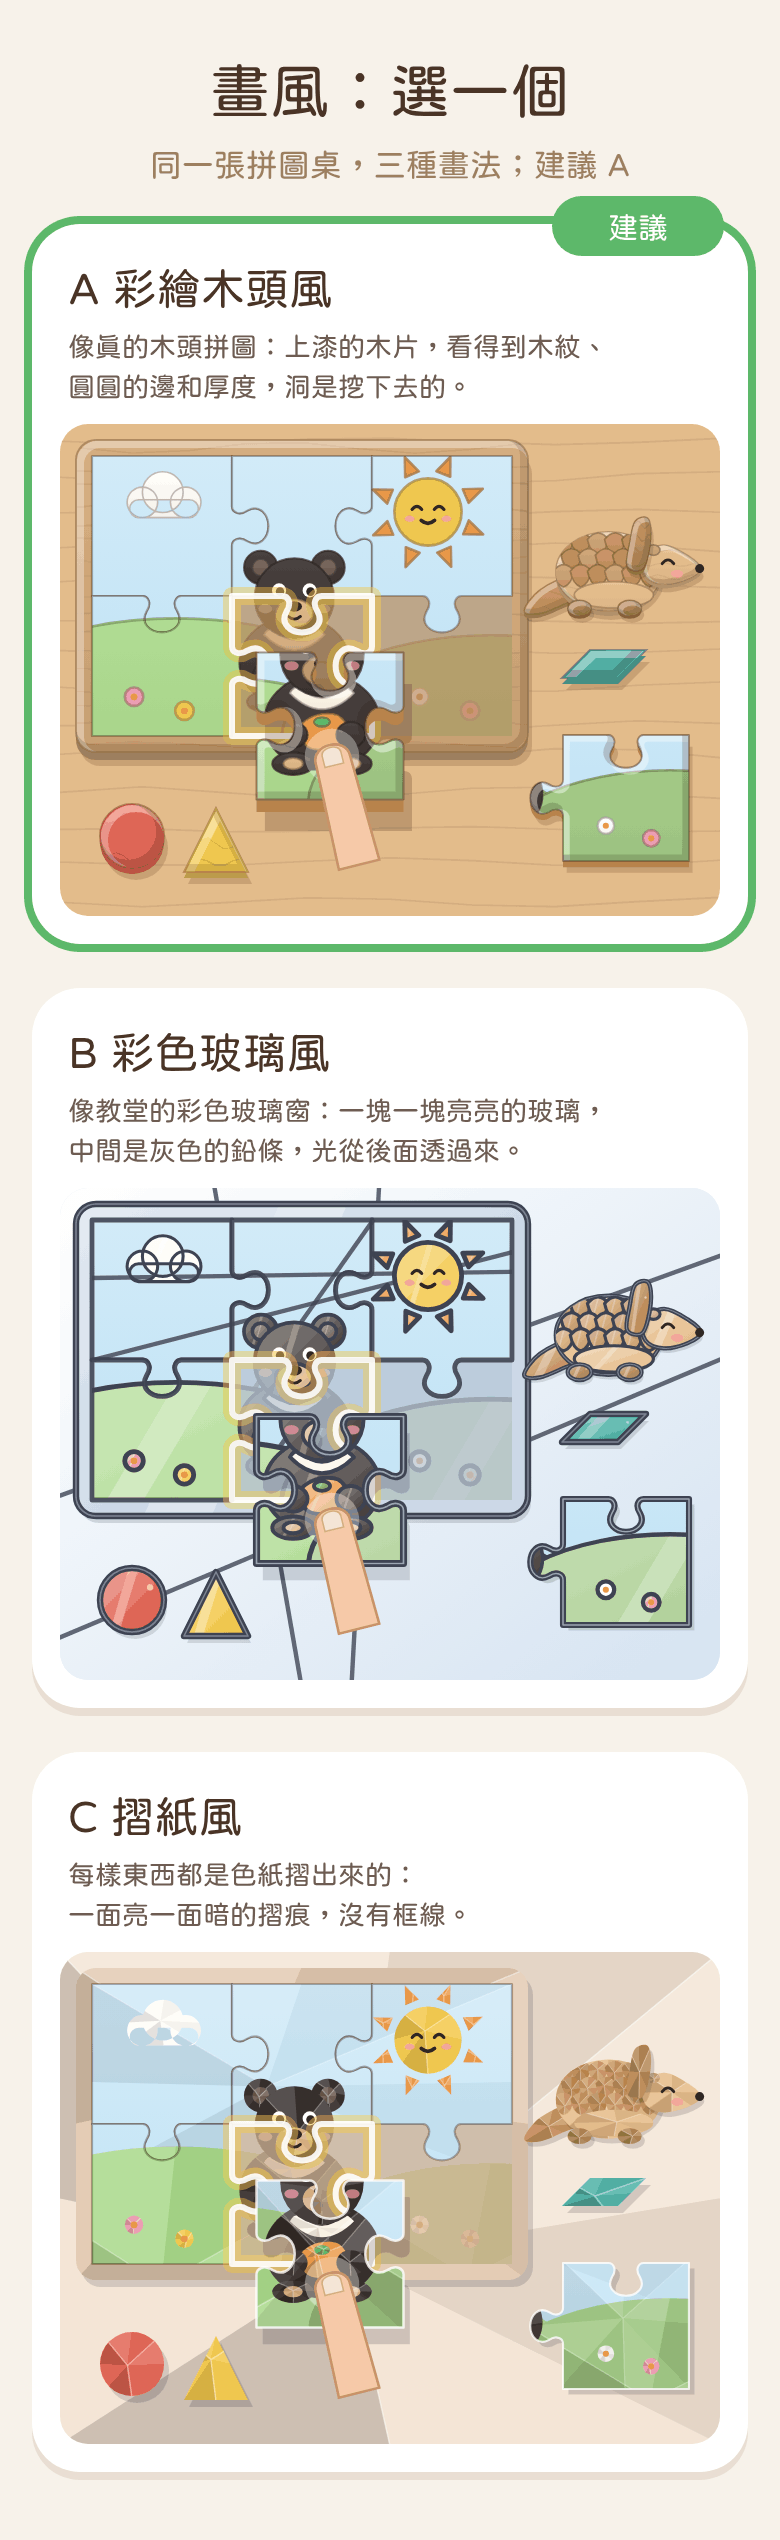 畫風：選一個
同一張拼圖桌，三種畫法；建議 A
建議
A 彩繪木頭風
像真的木頭拼圖：上漆的木片，看得到木紋、
圓圓的邊和厚度，洞是挖下去的。
B 彩色玻璃風
像教堂的彩色玻璃窗：一塊一塊亮亮的玻璃，
中間是灰色的鉛條，光從後面透過來。
C 摺紙風
每樣東西都是色紙摺出來的：
一面亮一面暗的摺痕，沒有框線。